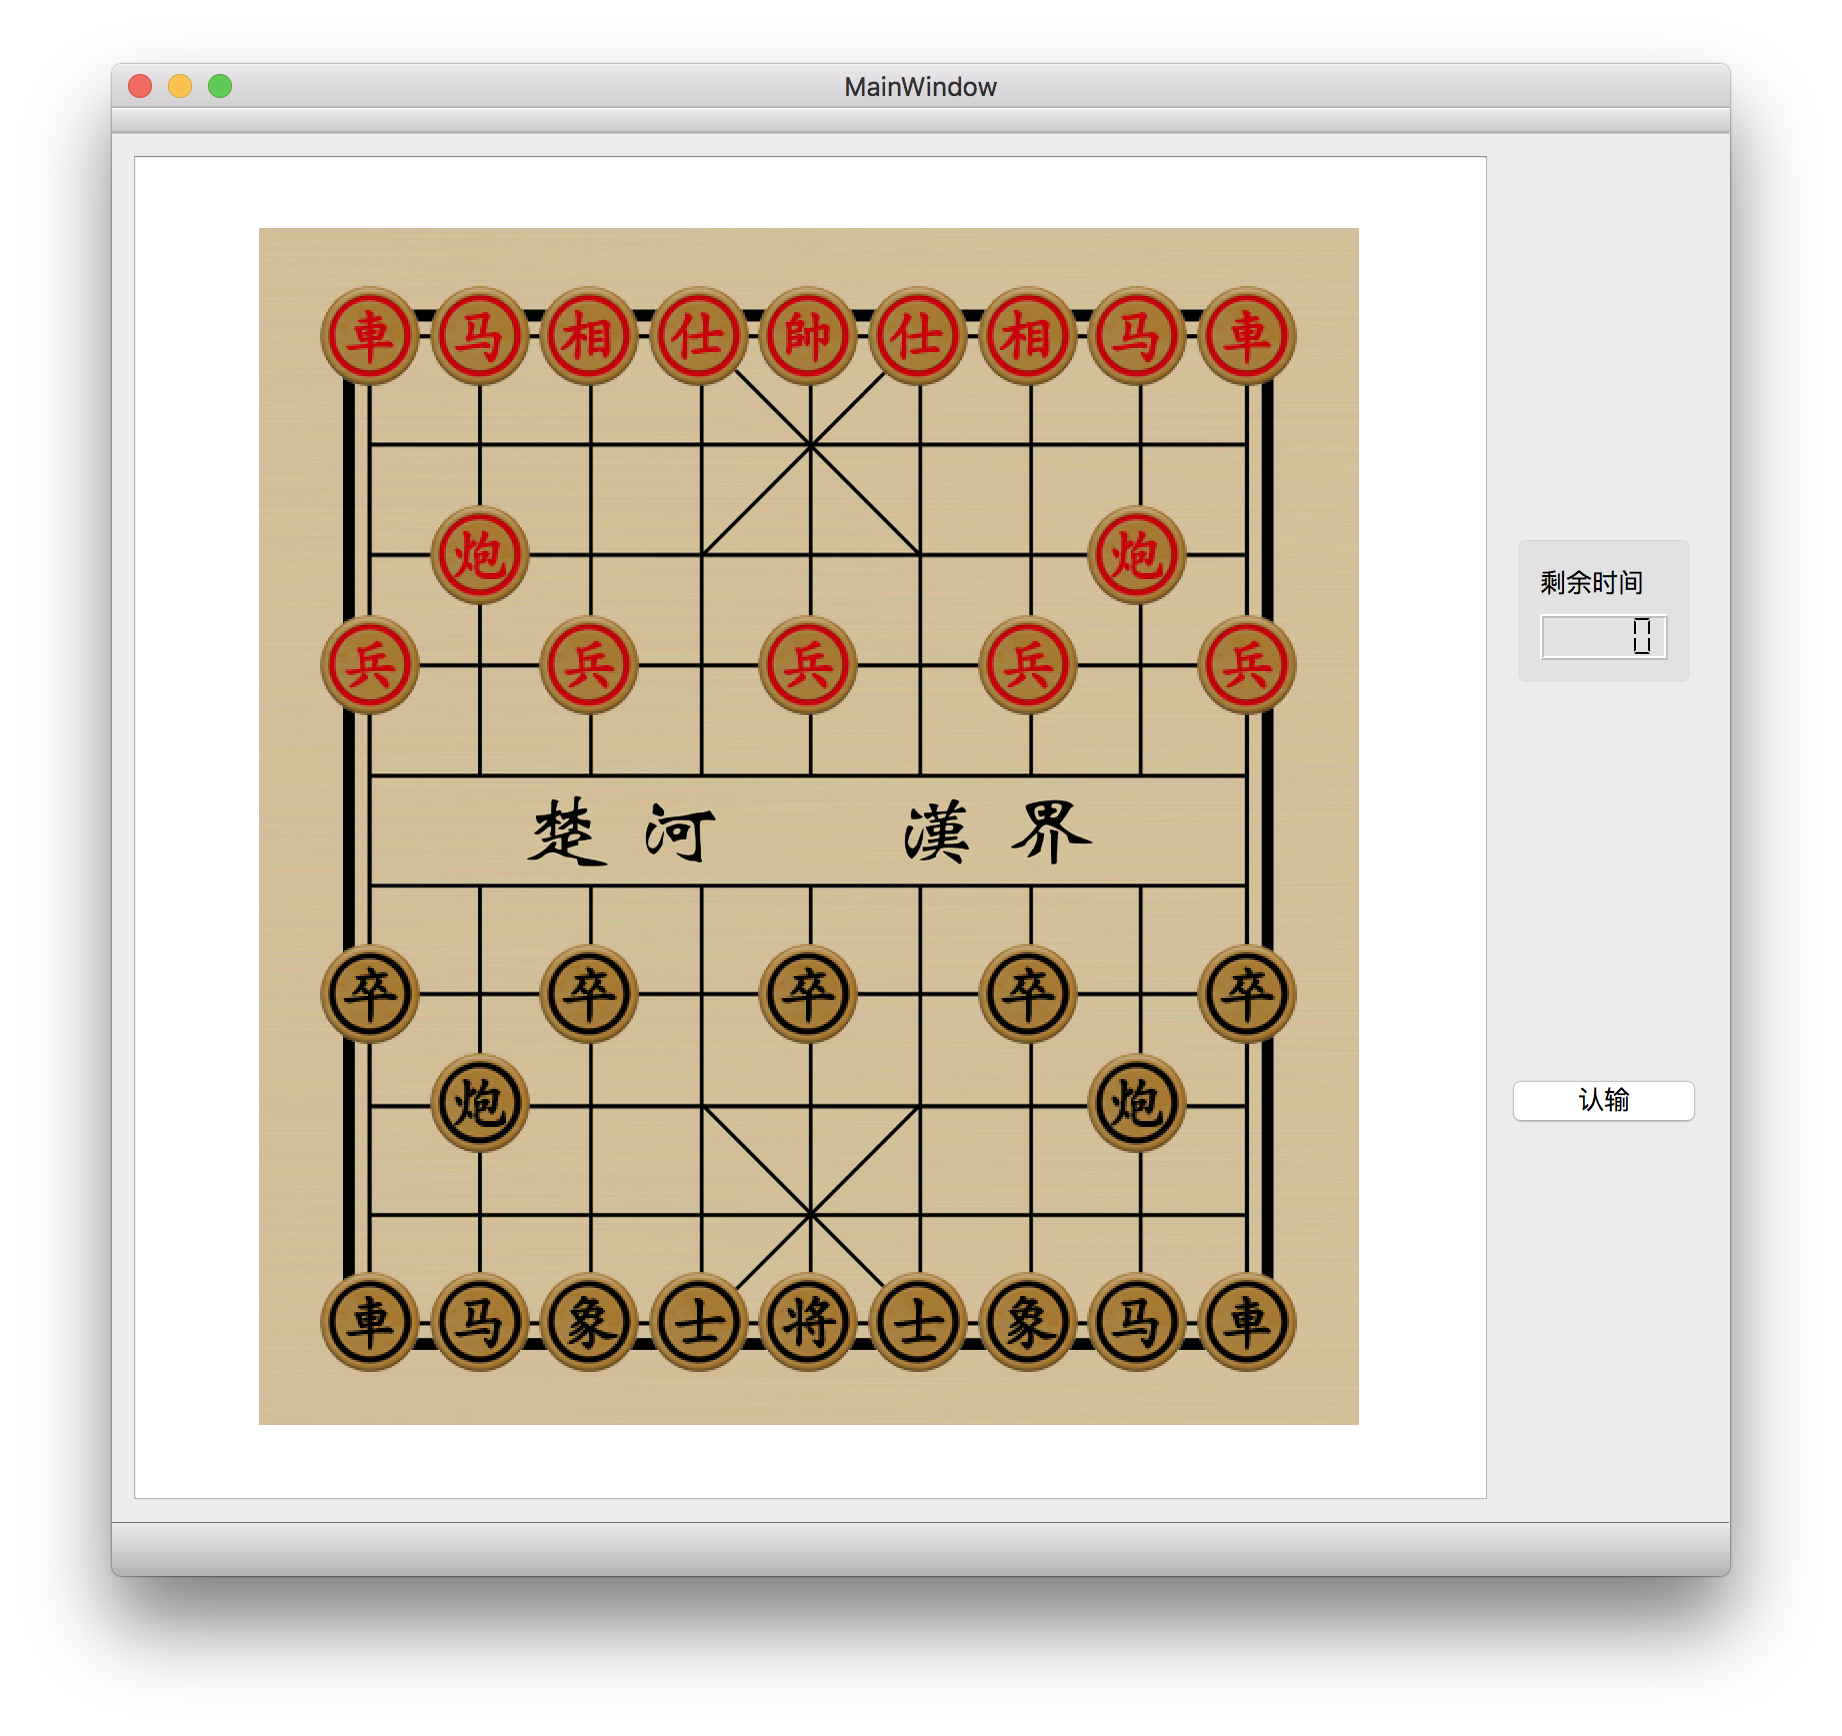 MainWindow
車马相仕帥仕相马車
炮 炮
剩余时间
0
兵 兵 兵 兵 兵
楚河 漢界
卒 卒 卒 卒 卒
炮 炮
认输
車马象士将士象马車